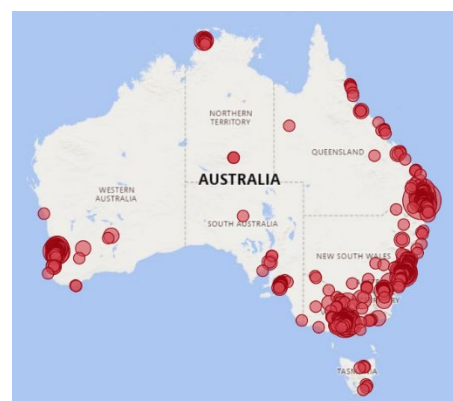 NORTHERN
TERRITORY
QUEENSLAND
AUSTRALIA
WESTERN
AUSTRALIA
SOUTH AUSTRALIA
NEW SOUTH WALES